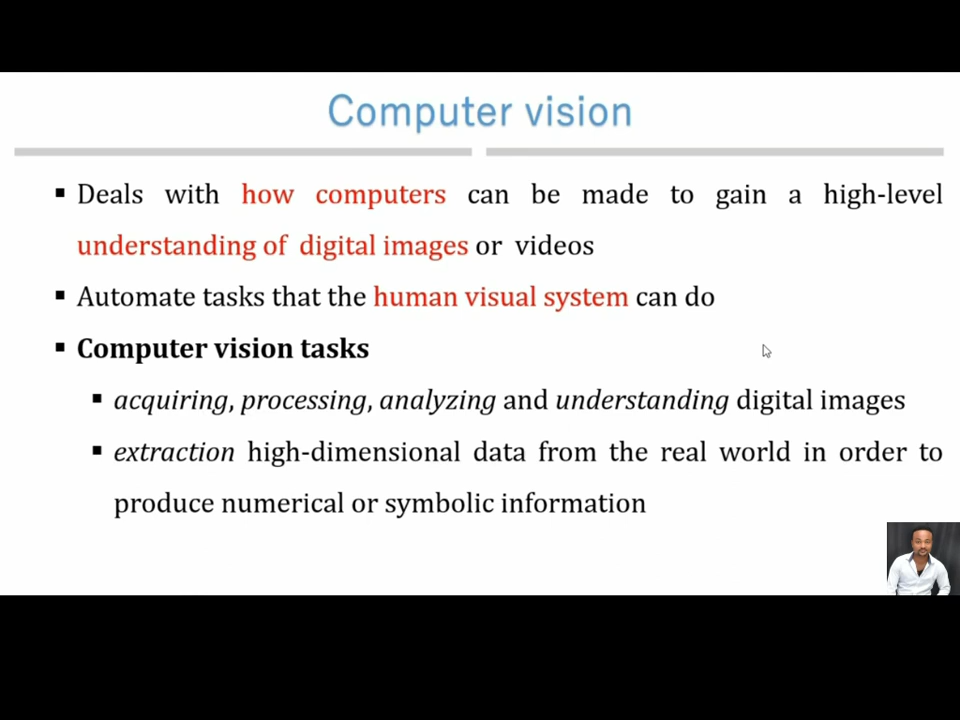 Computer vision
▪ Deals with how computers can be made to gain a high-level
understanding of digital images or videos
▪ Automate tasks that the human visual system can do
▪ Computer vision tasks
▪ acquiring, processing, analyzing and understanding digital images
▪ extraction high-dimensional data from the real world in order to
produce numerical or symbolic information